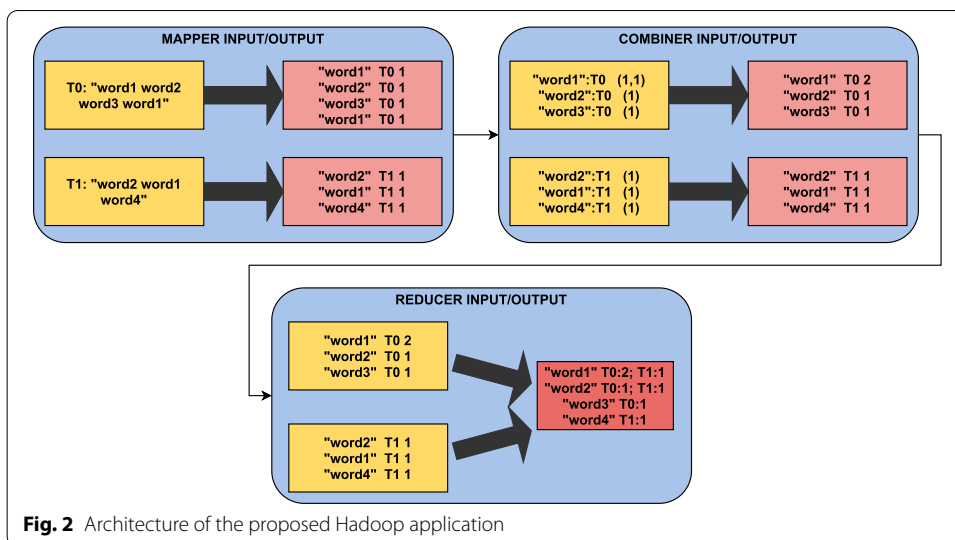 MAPPER INPUT/OUTPUT
T0: "word1 word2
word3 word1"
"word1" T0 1
"word2" T0 1
"word3" T0 1
"word1" T0 1
T1: "word2 word1
word4"
"word2" T1 1
"word1" T1 1
"word4" T1 1
COMBINER INPUT/OUTPUT
"word1":T0 (1,1)
"word2":T0 (1)
"word3":T0 (1)
"word1" T0 2
"word2" T0 1
"word3" T0 1
"word2":T1 (1)
"word1":T1 (1)
"word4":T1 (1)
"word2" T1 1
"word1" T1 1
"word4" T1 1
REDUCER INPUT/OUTPUT
"word1" T0 2
"word2" T0 1
"word3" T0 1
"word2" T1 1
"word1" T1 1
"word4" T1 1
"word1" T0:2; T1:1
"word2" T0:1; T1:1
"word3" T0:1
"word4" T1:1
Fig. 2 Architecture of the proposed Hadoop application